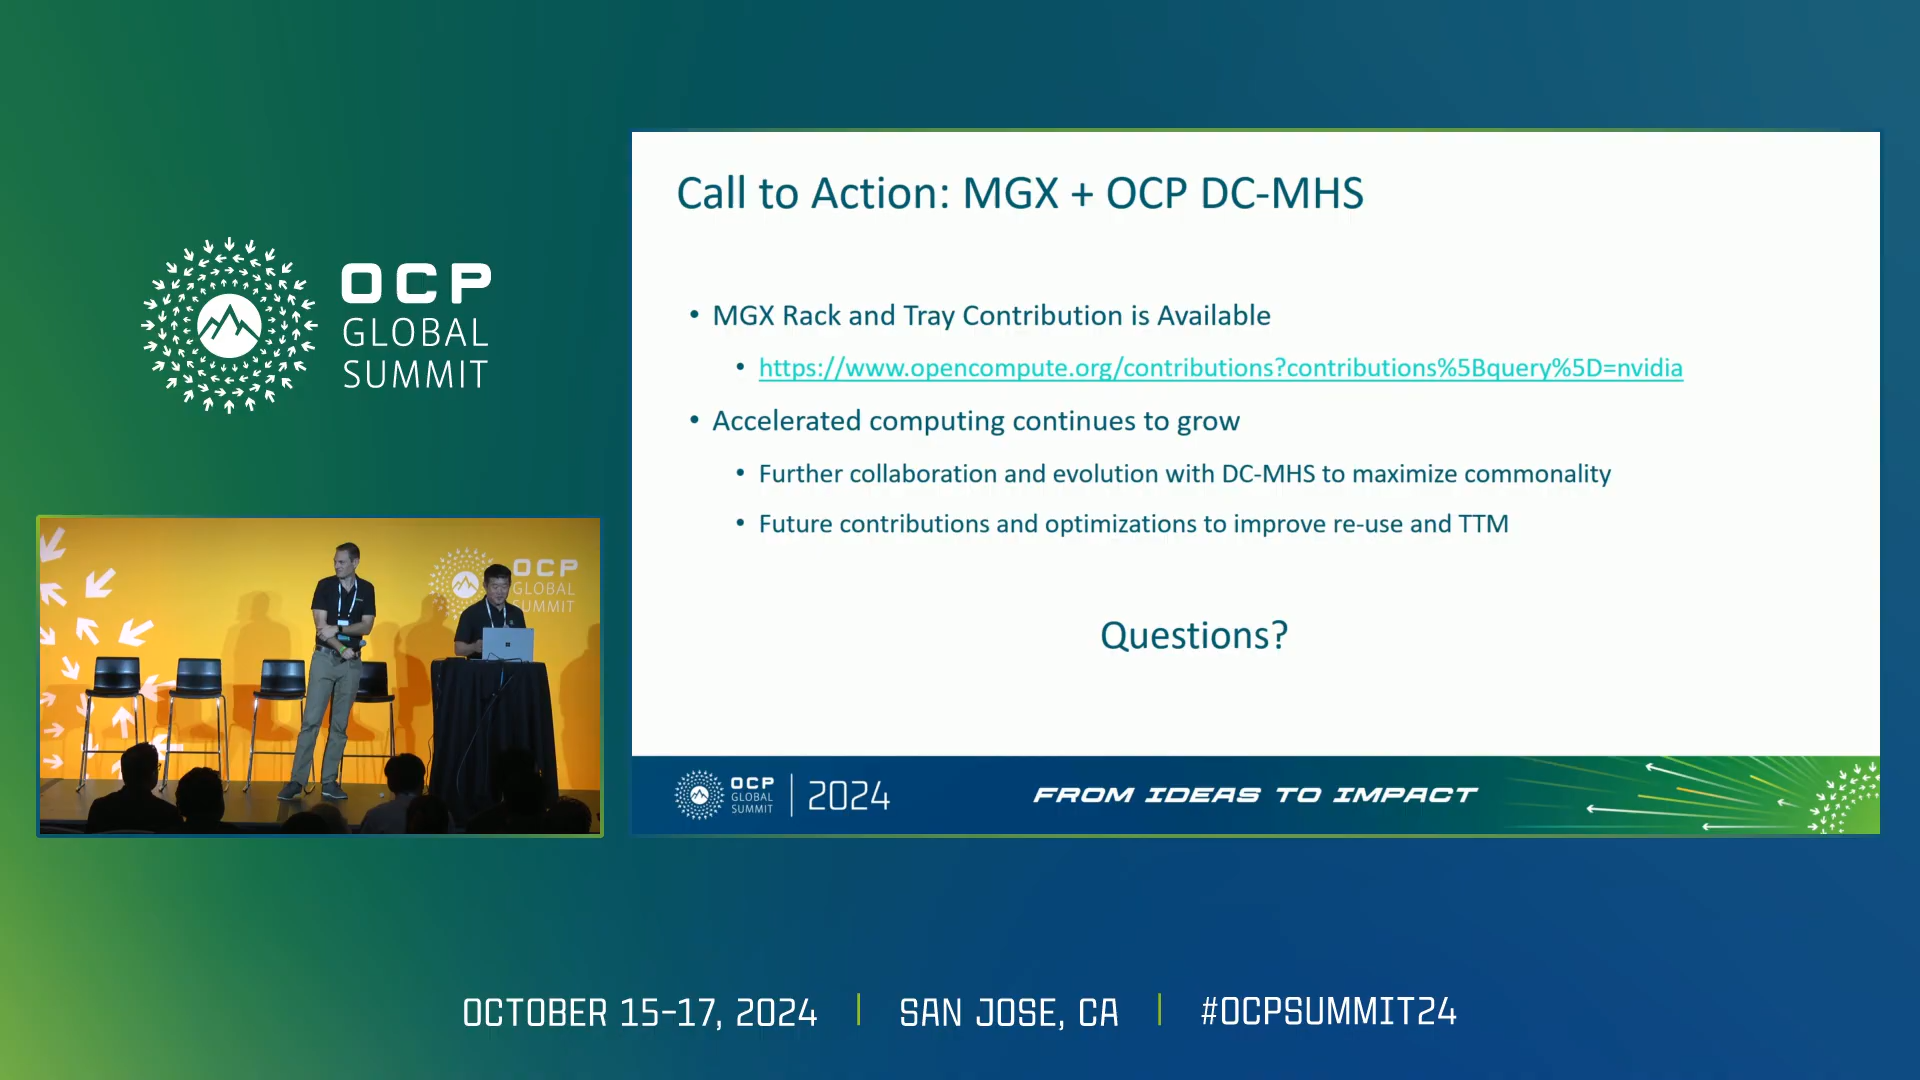 OCP
GLOBAL
SUMMIT
Call to Action: MGX + OCP DC-MHS
• MGX Rack and Tray Contribution is Available
• https://www.opencompute.org/contributions?contributions%5Bquery%5D=nvidia
• Accelerated computing continues to grow
• Further collaboration and evolution with DC-MHS to maximize commonality
• Future contributions and optimizations to improve re-use and TTM
Questions?
OCP
GLOBAL
SUMMIT
2024
FROM IDEAS TO IMPACT
OCP
GLOBAL
SUMMIT
OCTOBER 15-17, 2024 | SAN JOSE, CA | #OCPSUMMIT24